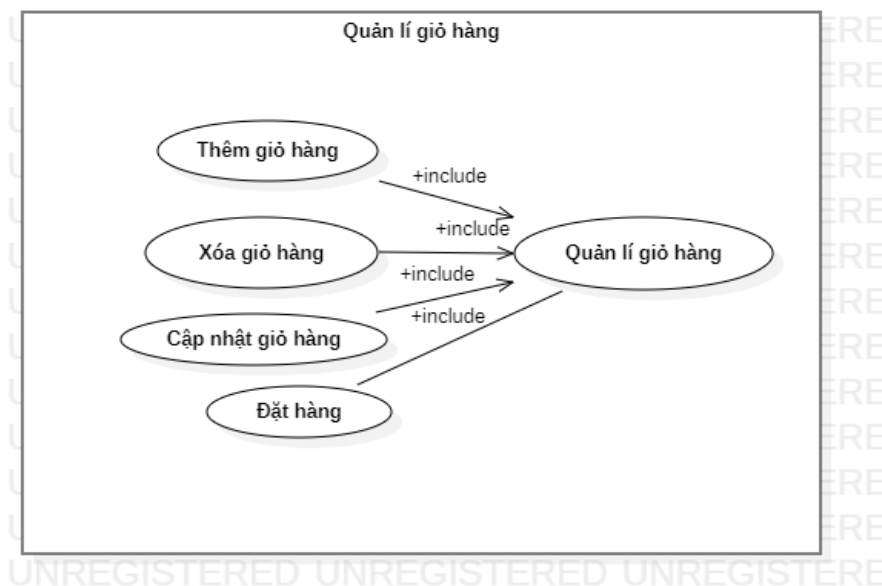 Quản lí giỏ hàng
Thêm giỏ hàng
+include
+include
Xóa giỏ hàng
Quản lí giỏ hàng
+include
+include
Cập nhật giỏ hàng
Đặt hàng
UNREGISTERED UNREGISTERED UNREGISTERED